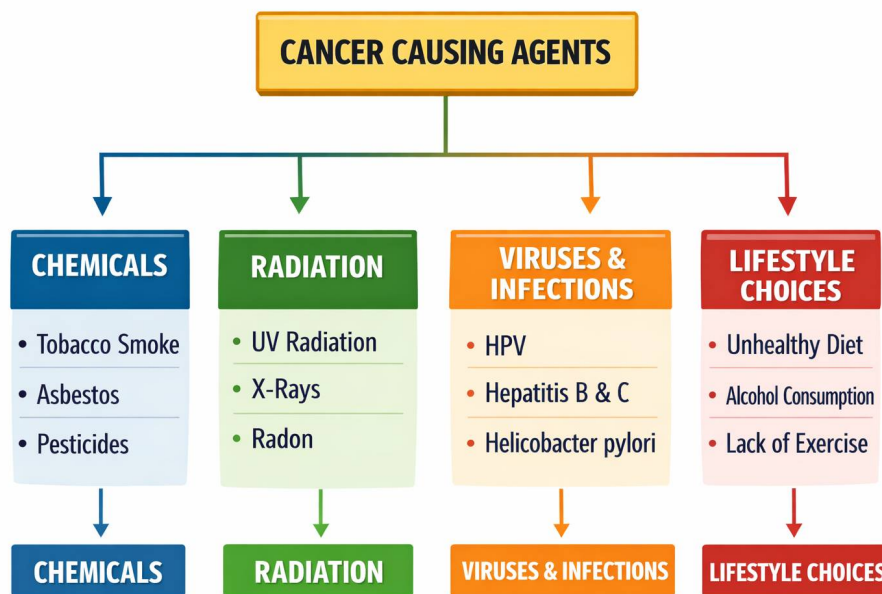 CANCER CAUSING AGENTS
CHEMICALS
• Tobacco Smoke
• Asbestos
• Pesticides
RADIATION
• UV Radiation
• X-Rays
• Radon
VIRUSES &
INFECTIONS
• HPV
• Hepatitis B & C
• Helicobacter pylori
LIFESTYLE
CHOICES
• Unhealthy Diet
• Alcohol Consumption
• Lack of Exercise
CHEMICALS
RADIATION
VIRUSES & INFECTIONS
LIFESTYLE CHOICES